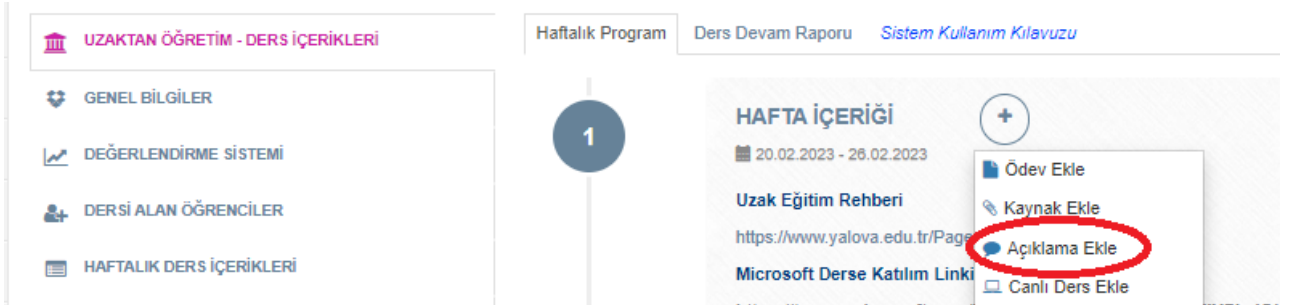 UZAKTAN ÖĞRETİM - DERS İÇERİKLERİ
GENEL BİLGİLER
DEĞERLENDİRME SİSTEMİ
DERSİ ALAN ÖĞRENCİLER
HAFTALIK DERS İÇERİKLERİ
Haftalık Program Ders Devam Raporu Sistem Kullanım Kılavuzu
1
HAFTA İÇERİĞİ +
20.02.2023 - 26.02.2023
Uzak Eğitim Rehberi
https://www.yalova.edu.tr/Page
Microsoft Derse Katılım Linki
Ödev Ekle
Kaynak Ekle
Açıklama Ekle
Canlı Ders Ekle